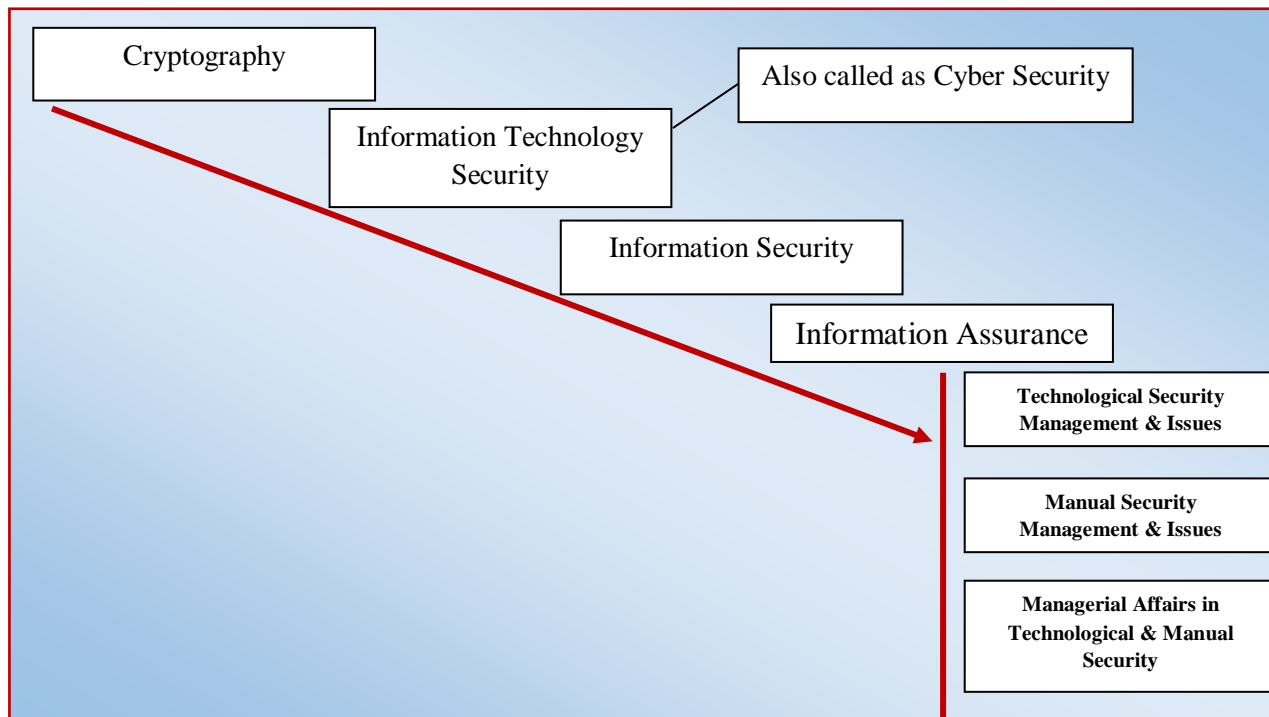 Cryptography
Also called as Cyber Security
Information Technology
Security
Information Security
Information Assurance
Technological Security
Management & Issues
Manual Security
Management & Issues
Managerial Affairs in
Technological & Manual
Security